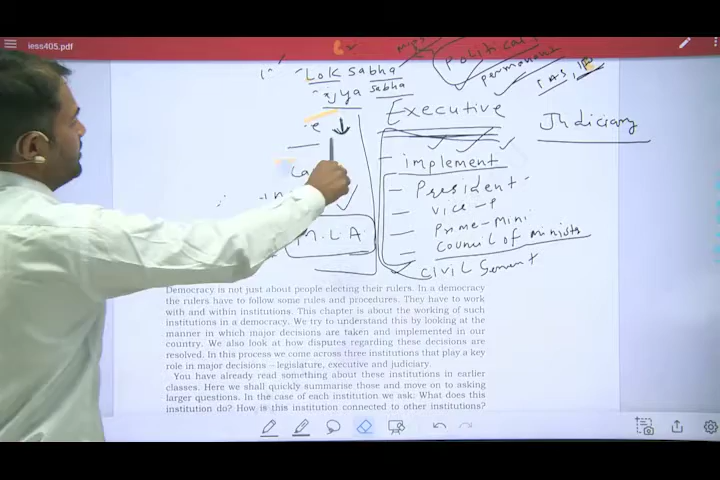 iess405.pdf
Political
permanent
IAS, IP
Lok Sabha
Sabha
Executive
Judiciary
implement
President
Vice-P
Prime-Mini
Council of Ministe
M.L.A
Civil Servant
Democracy is not just about people electing their rulers. In a democracy
the rulers have to follow some rules and procedures. They have to work
with and within institutions. This chapter is about the working of such
institutions in a democracy. We try to understand this by looking at the
manner in which major decisions are taken and implemented in our
country. We also look at how disputes regarding these decisions are
resolved. In this process we come across three institutions that play a key
role in major decisions – legislature, executive and judiciary.
You have already read something about these institutions in earlier
classes. Here we shall quickly summarise those and move on to asking
larger questions. In the case of each institution we ask: What does this
institution do? How is this institution connected to other institutions?